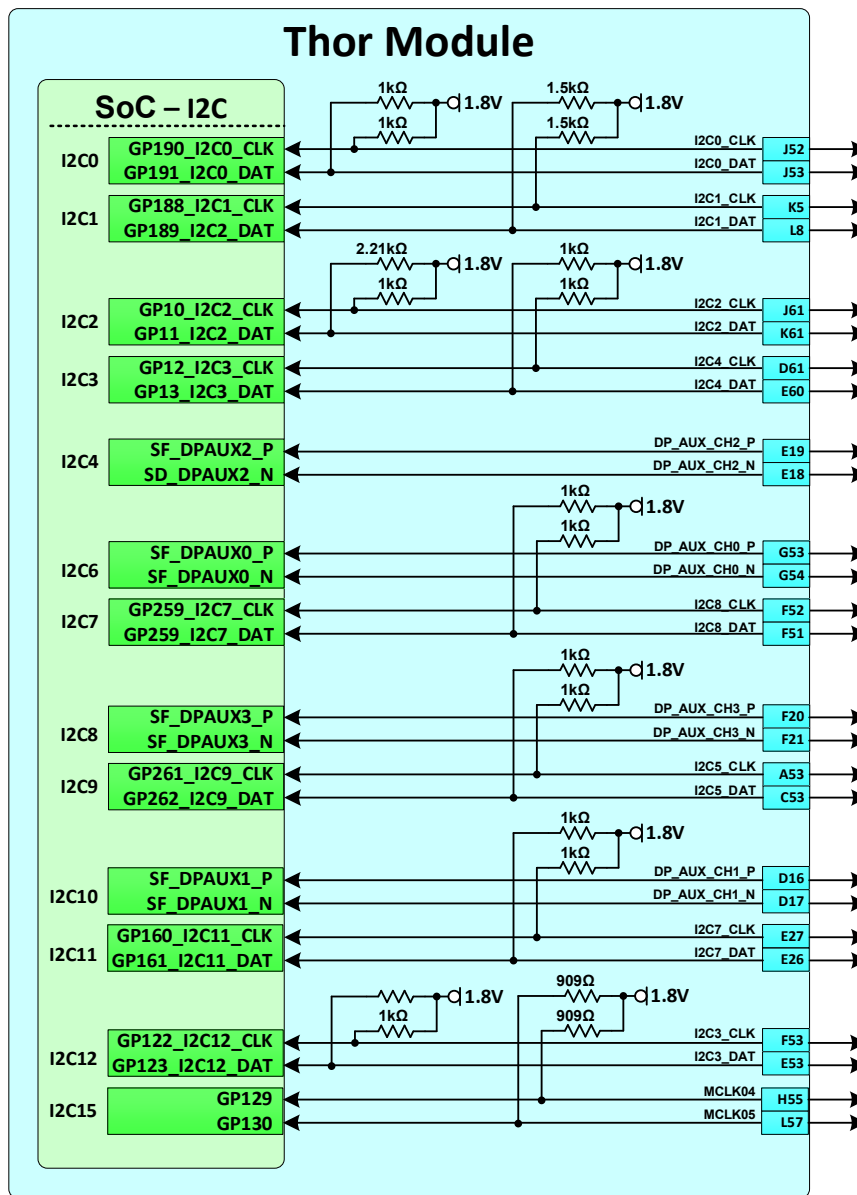 Thor Module
SoC – I2C
1kΩ
1.8V
1kΩ
1.5kΩ
1.8V
1.5kΩ
I2C0
GP190_I2C0_CLK
I2C0_CLK
J52
GP191_I2C0_DAT
I2C0_DAT
J53
I2C1
GP188_I2C1_CLK
I2C1_CLK
K5
GP189_I2C2_DAT
I2C1_DAT
L8
2.21kΩ
1.8V
1kΩ
1kΩ
1.8V
1kΩ
I2C2
GP10_I2C2_CLK
I2C2_CLK
J61
GP11_I2C2_DAT
I2C2_DAT
K61
I2C3
GP12_I2C3_CLK
I2C4_CLK
D61
GP13_I2C3_DAT
I2C4_DAT
E60
I2C4
SF_DPAUX2_P
DP_AUX_CH2_P
E19
SD_DPAUX2_N
DP_AUX_CH2_N
E18
1kΩ
1.8V
1kΩ
I2C6
SF_DPAUX0_P
DP_AUX_CH0_P
G53
SF_DPAUX0_N
DP_AUX_CH0_N
G54
I2C7
GP259_I2C7_CLK
I2C8_CLK
F52
GP259_I2C7_DAT
I2C8_DAT
F51
1kΩ
1.8V
1kΩ
I2C8
SF_DPAUX3_P
DP_AUX_CH3_P
F20
SF_DPAUX3_N
DP_AUX_CH3_N
F21
I2C9
GP261_I2C9_CLK
I2C5_CLK
A53
GP262_I2C9_DAT
I2C5_DAT
C53
1kΩ
1.8V
1kΩ
I2C10
SF_DPAUX1_P
DP_AUX_CH1_P
D16
SF_DPAUX1_N
DP_AUX_CH1_N
D17
I2C11
GP160_I2C11_CLK
I2C7_CLK
E27
GP161_I2C11_DAT
I2C7_DAT
E26
1.8V
1kΩ
909Ω
1.8V
909Ω
I2C12
GP122_I2C12_CLK
I2C3_CLK
F53
GP123_I2C12_DAT
I2C3_DAT
E53
I2C15
GP129
MCLK04
H55
GP130
MCLK05
L57